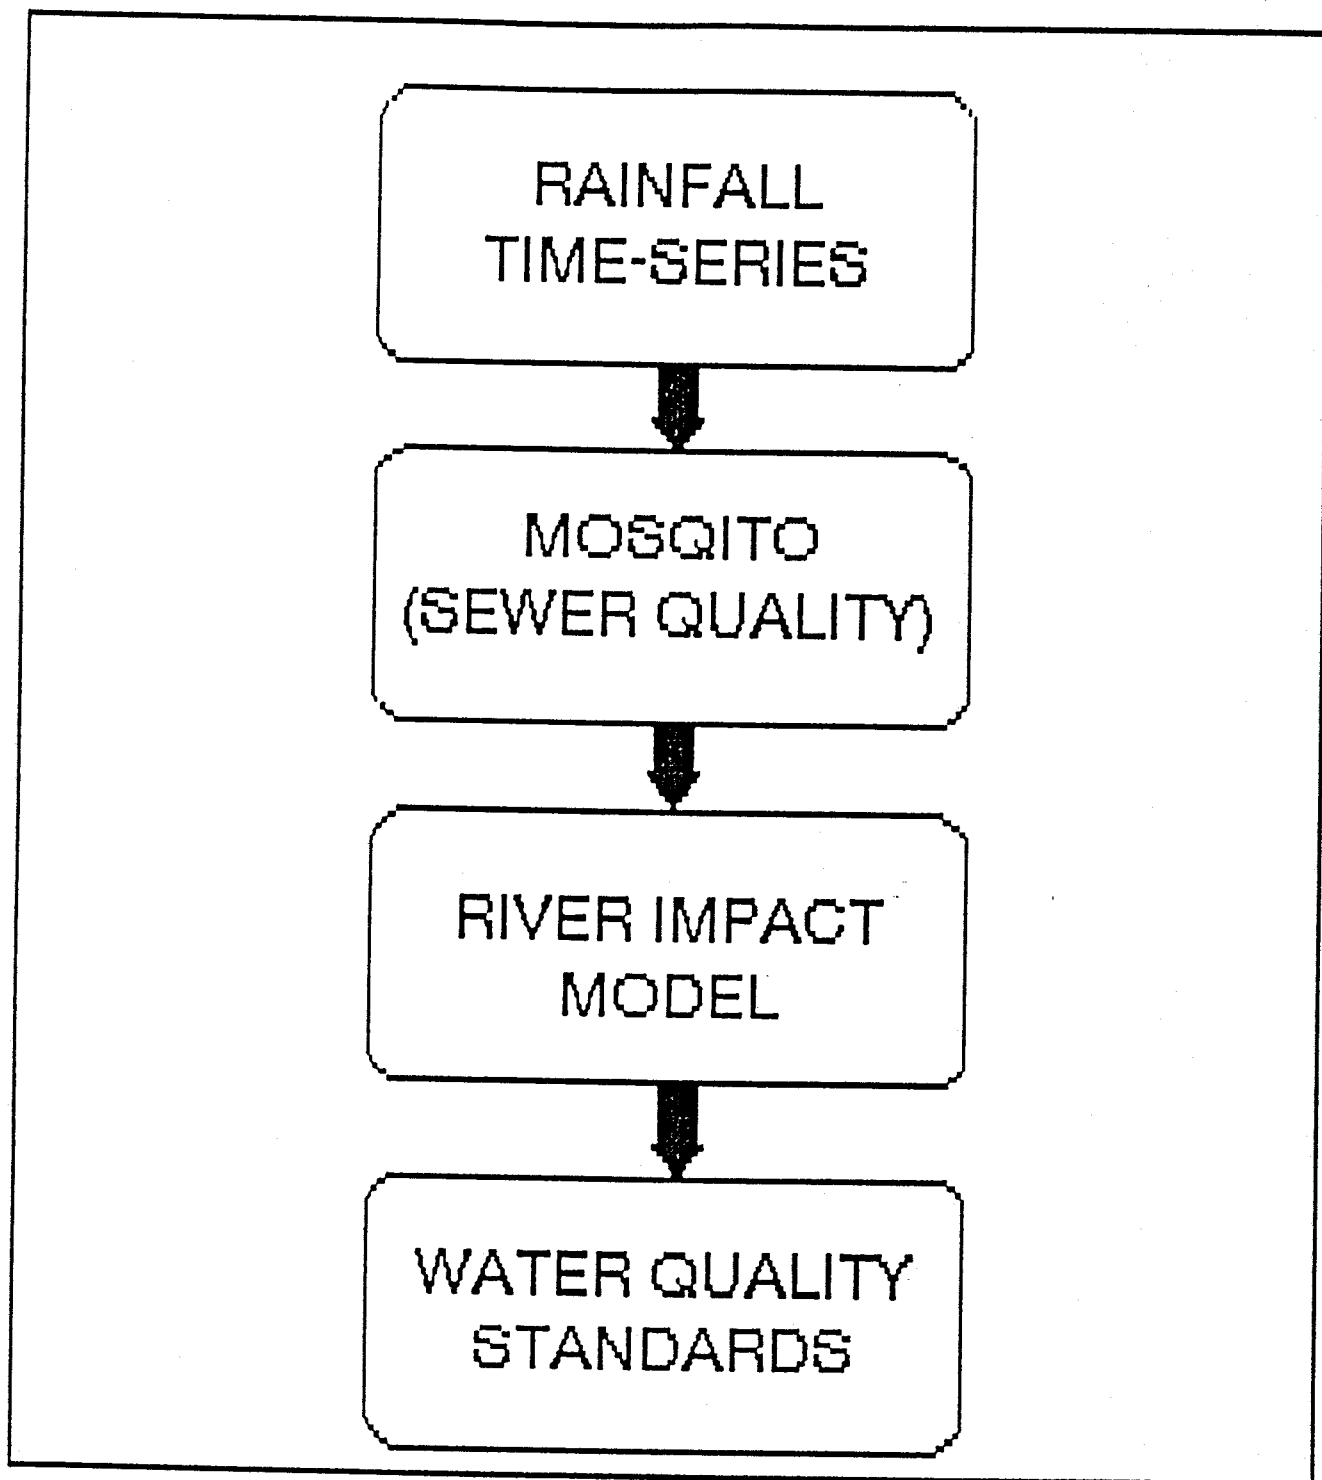 RAINFALL
TIME-SERIES
MOSQITO
(SEWER QUALITY)
RIVER IMPACT
MODEL
WATER QUALITY
STANDARDS